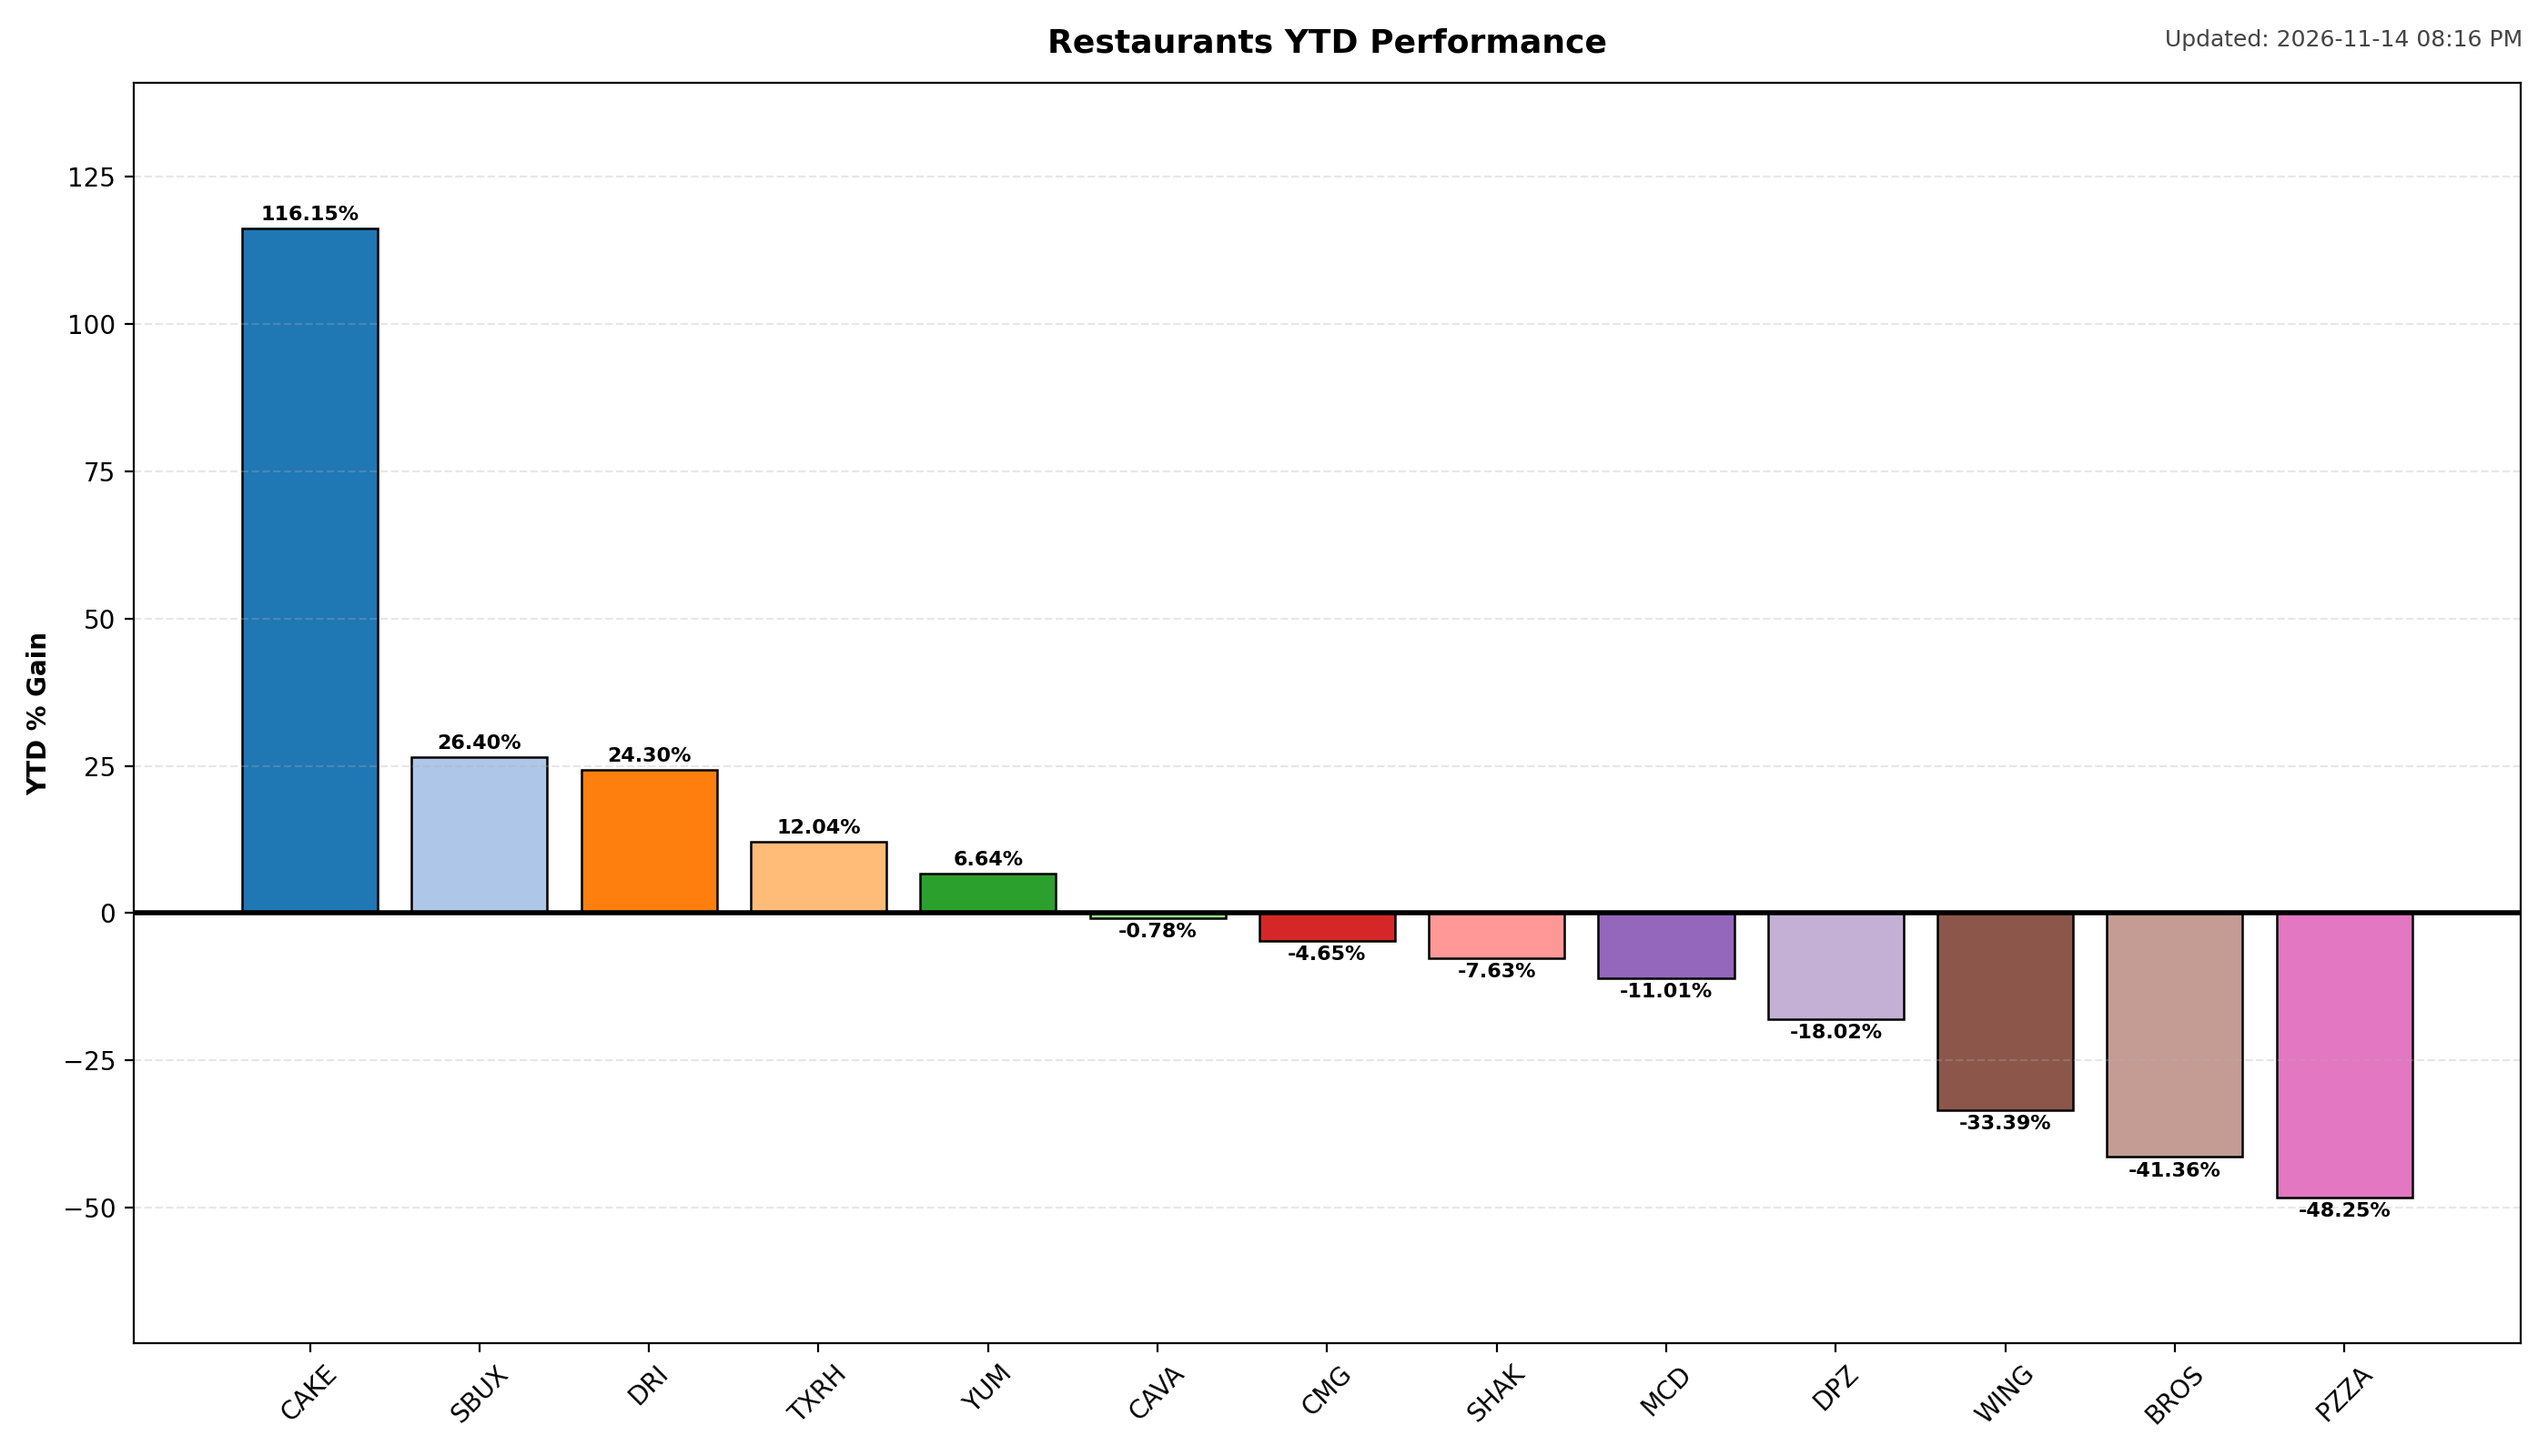 Restaurants YTD Performance
Updated: 2026-11-14 08:16 PM
YTD % Gain
125
100
75
50
25
0
−25
−50
116.15%
26.40%
24.30%
12.04%
6.64%
-0.78%
-4.65%
-7.63%
-11.01%
-18.02%
-33.39%
-41.36%
-48.25%
CAKE
SBUX
DRI
TXRH
YUM
CAVA
CMG
SHAK
MCD
DPZ
WING
BROS
PZZA